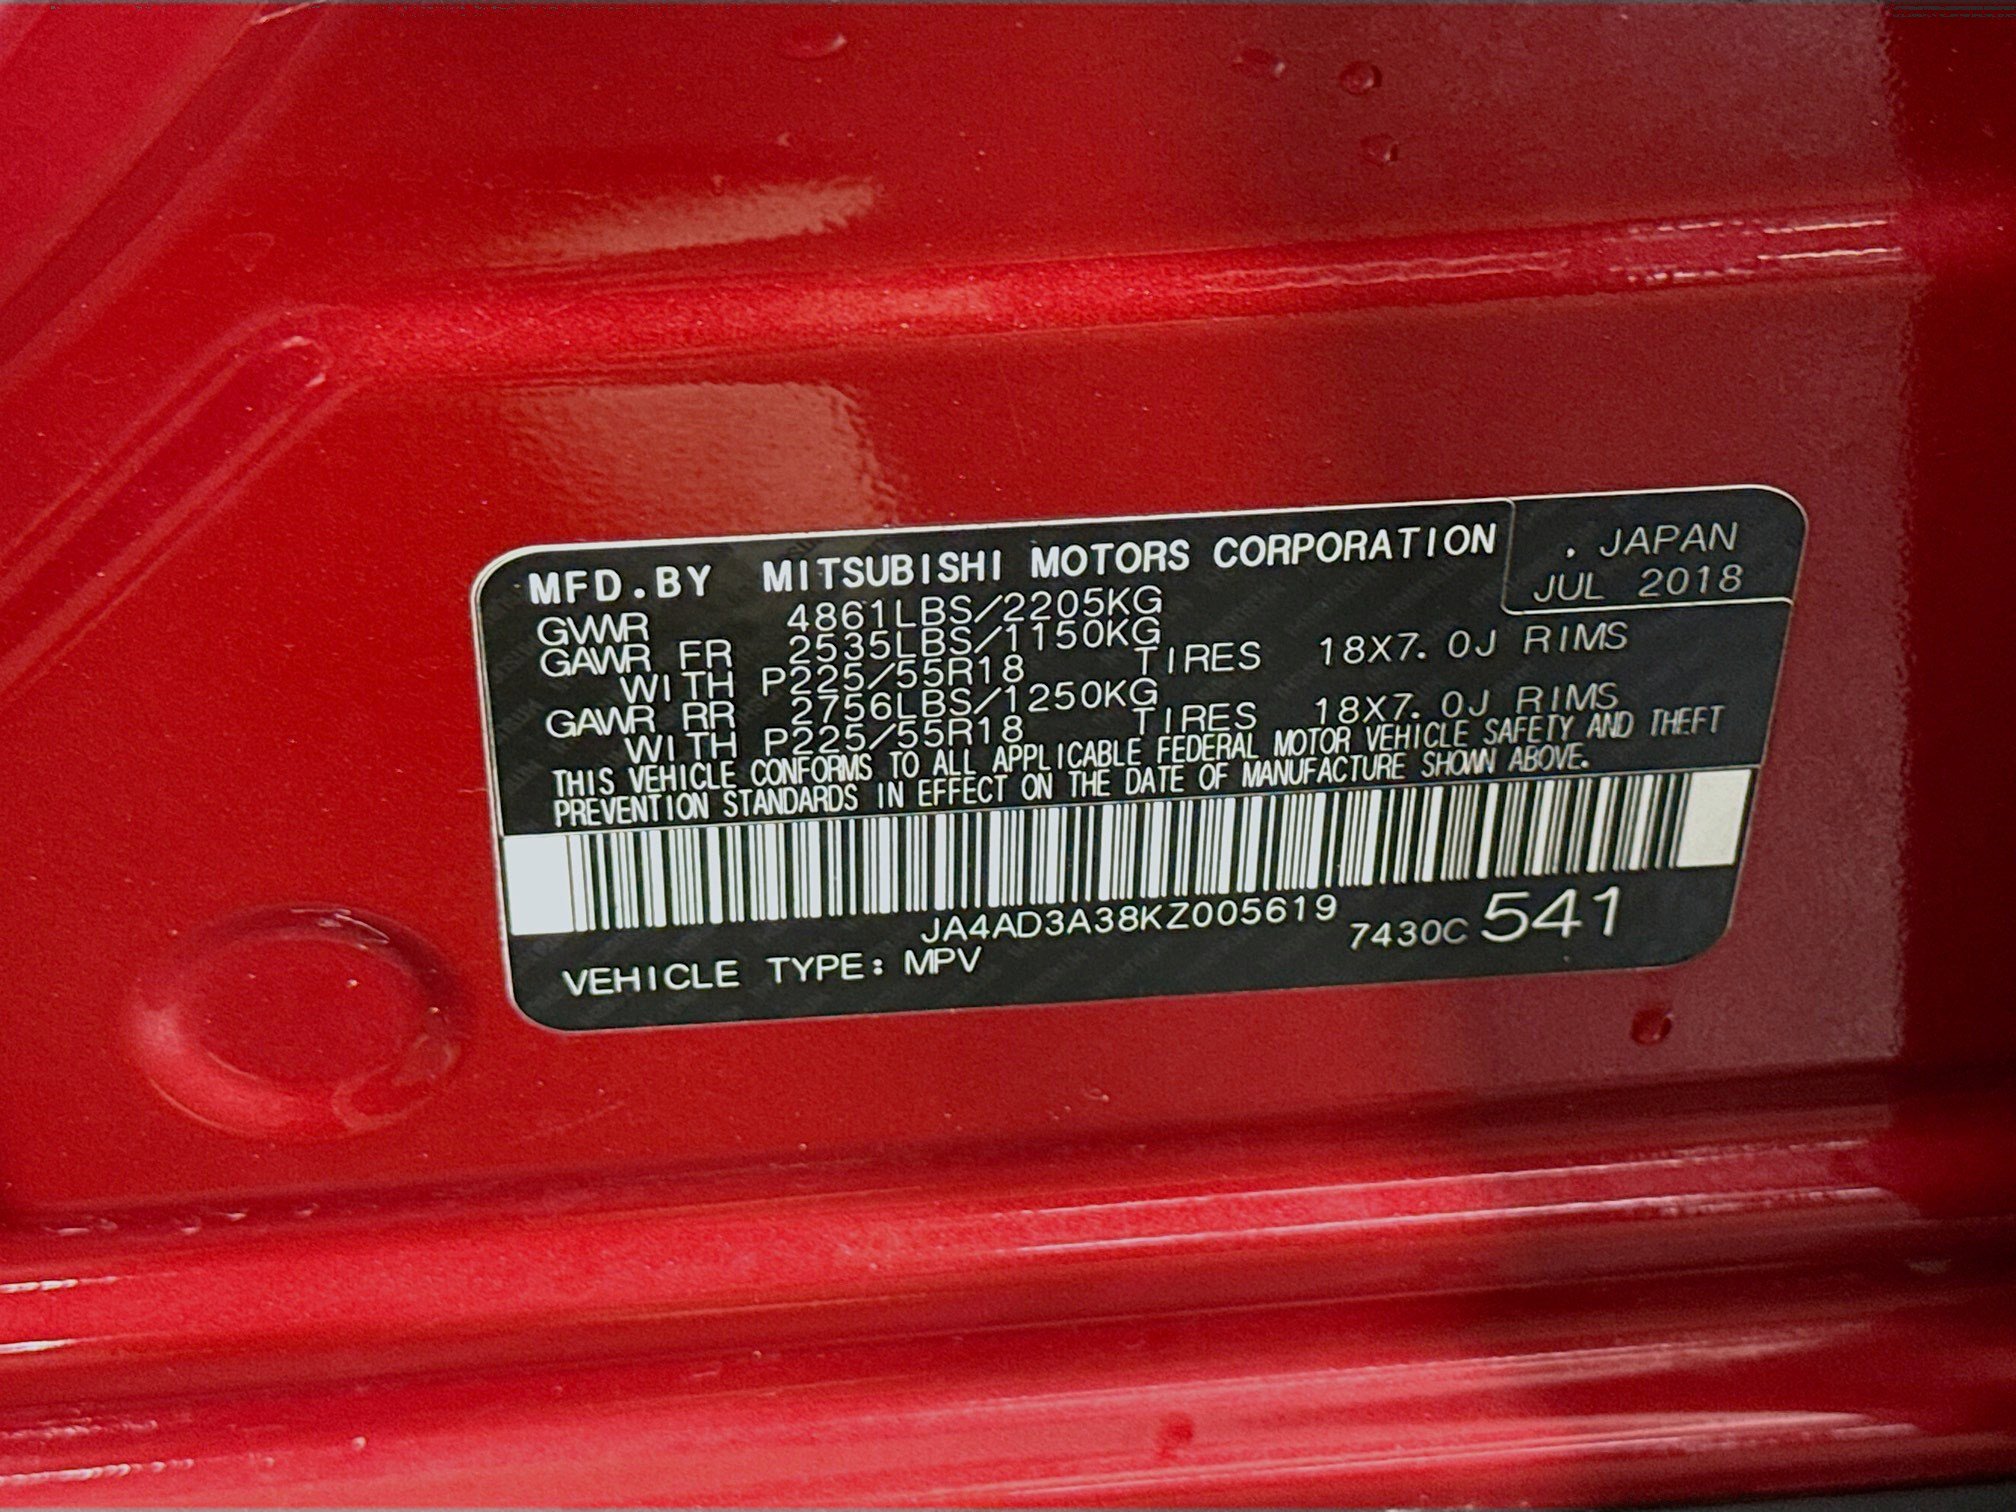 MFD.BY MITSUBISHI MOTORS CORPORATION
. JAPAN
JUL 2018
GVWR 4861LBS/2205KG
GAWR FR 2535LBS/1150KG
WITH P225/55R18 TIRES 18X7.0J RIMS
GAWR RR 2756LBS/1250KG
WITH P225/55R18 TIRES 18X7.0J RIMS
THIS VEHICLE CONFORMS TO ALL APPLICABLE FEDERAL MOTOR VEHICLE SAFETY AND THEFT
PREVENTION STANDARDS IN EFFECT ON THE DATE OF MANUFACTURE SHOWN ABOVE.
JA4AD3A38KZ005619 7430C 541
VEHICLE TYPE: MPV